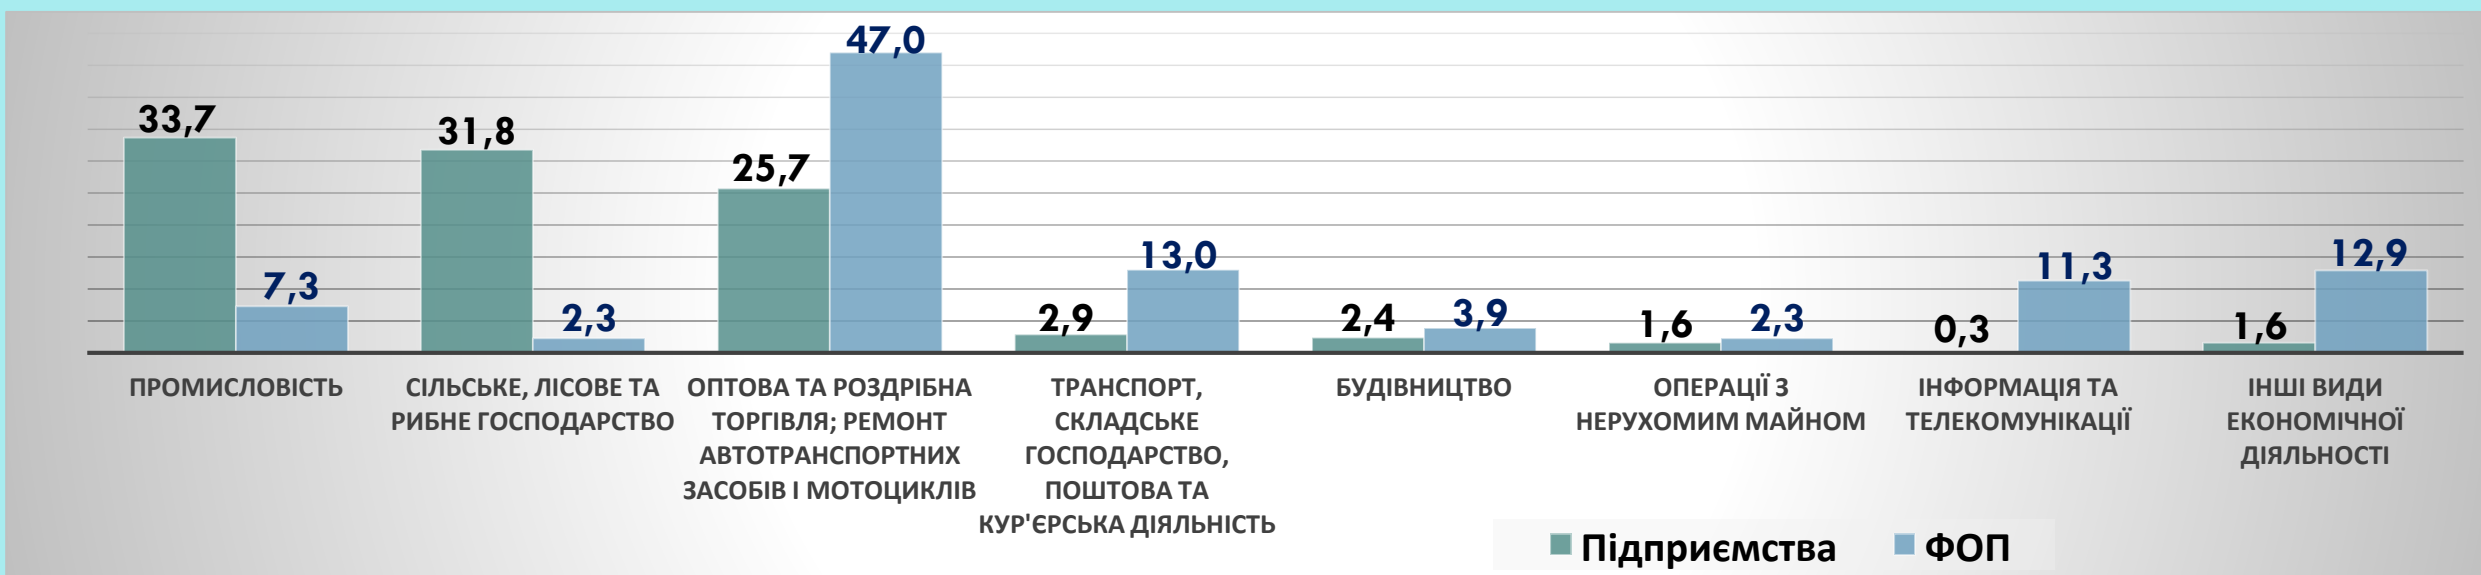 33,7
7,3
31,8
2,3
25,7
47,0
2,9
13,0
2,4
3,9
1,6
2,3
0,3
11,3
1,6
12,9
ПРОМИСЛОВІСТЬ
СІЛЬСЬКЕ, ЛІСОВЕ ТА
РИБНЕ ГОСПОДАРСТВО
ОПТОВА ТА РОЗДРІБНА
ТОРГІВЛЯ; РЕМОНТ
АВТОТРАНСПОРТНИХ
ЗАСОБІВ І МОТОЦИКЛІВ
ТРАНСПОРТ,
СКЛАДСЬКЕ
ГОСПОДАРСТВО,
ПОШТОВА ТА
КУР'ЄРСЬКА ДІЯЛЬНІСТЬ
БУДІВНИЦТВО
ОПЕРАЦІЇ З
НЕРУХОМИМ МАЙНОМ
ІНФОРМАЦІЯ ТА
ТЕЛЕКОМУНІКАЦІЇ
ІНШІ ВИДИ
ЕКОНОМІЧНОЇ
ДІЯЛЬНОСТІ
Підприємства
ФОП